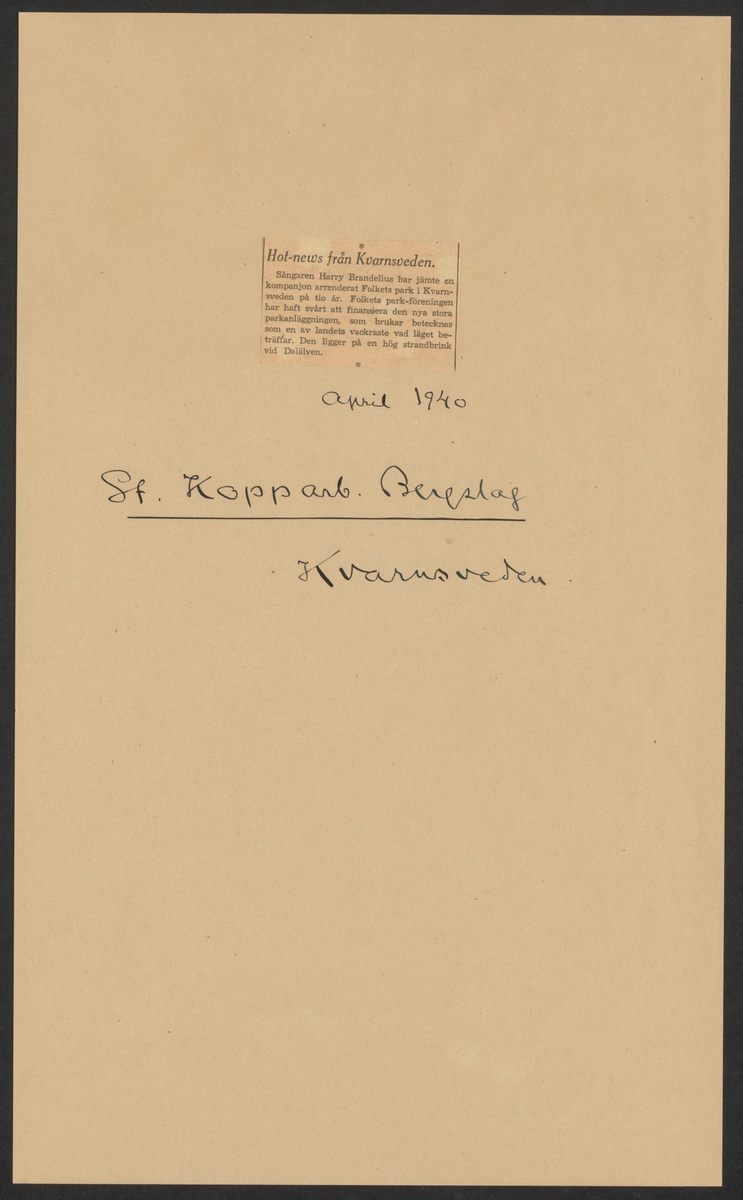 *
Hot-news från Kvarnsveden.
Sångaren Harry Brandelius har jämte en
kompanjon arrenderat Folkets park i Kvarn-
sveden på tio år. Folkets park-föreningen
har haft svårt att finansiera den nya stora
parkanläggningen, som brukar betecknas
som en av landets vackraste vad läget be-
träffar. Den ligger på en hög strandbrink
vid Dalälven.
*
April 1940
St. Kopparb. Bergslag
Kvarnsveden.